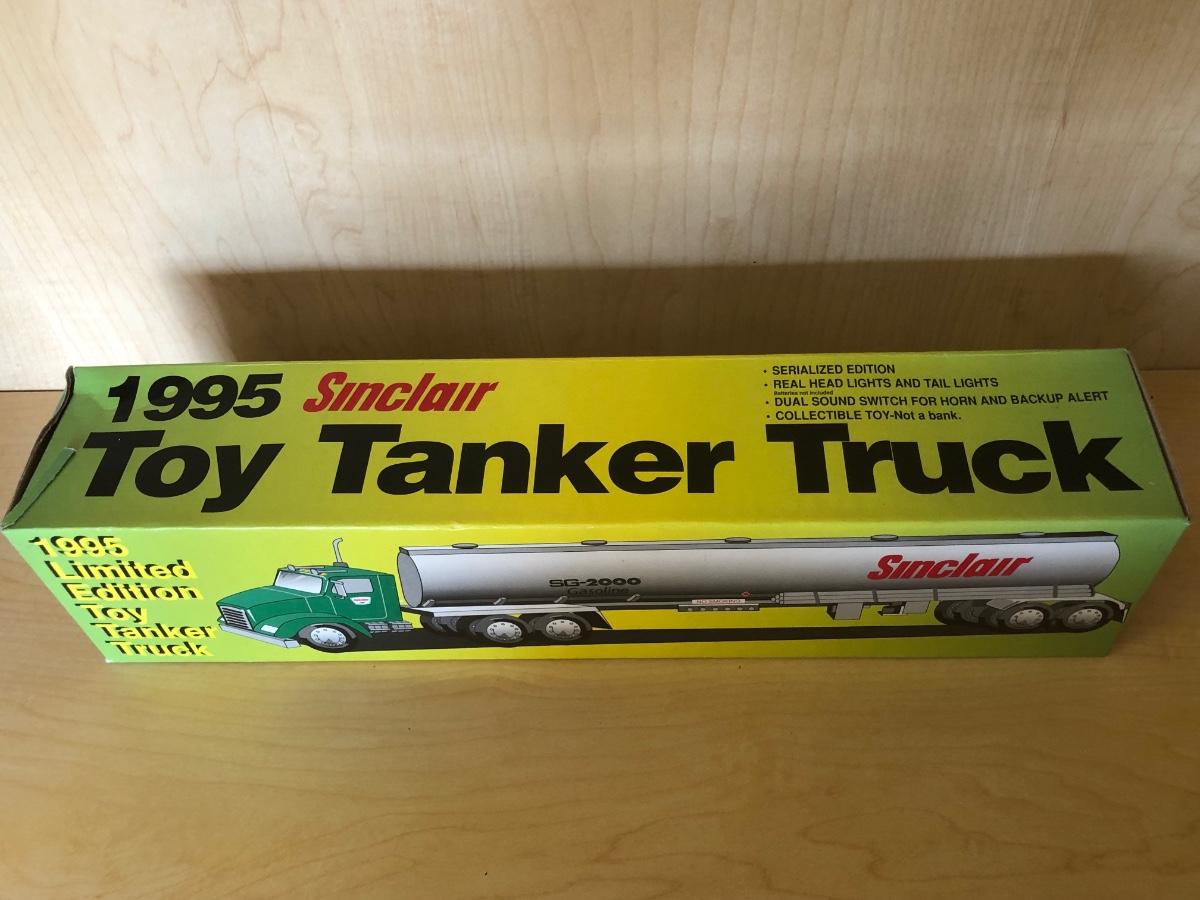 1995 Sinclair
Toy Tanker Truck
• SERIALIZED EDITION
• REAL HEAD LIGHTS AND TAIL LIGHTS
Batteries not included
• DUAL SOUND SWITCH FOR HORN AND BACKUP ALERT
• COLLECTIBLE TOY-Not a bank.
1995
Limited
Edition
Toy
Tanker
Truck
SG-2000
Gasoline
Sinclair
NO SMOKING